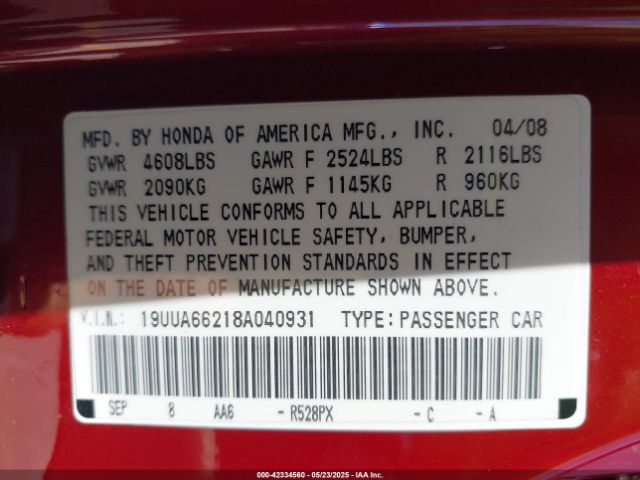 MFD. BY HONDA OF AMERICA MFG., INC. 04/08
GVWR 4608LBS GAWR F 2524LBS R 2116LBS
GVWR 2090KG GAWR F 1145KG R 960KG
THIS VEHICLE CONFORMS TO ALL APPLICABLE
FEDERAL MOTOR VEHICLE SAFETY, BUMPER,
AND THEFT PREVENTION STANDARDS IN EFFECT
ON THE DATE OF MANUFACTURE SHOWN ABOVE.
V.I.N.: 19UUA66218A040931 TYPE:PASSENGER CAR
SEP 8 AA6 - R528PX - C - A
000-42334560 - 05/23/2025 - IAAI.COM